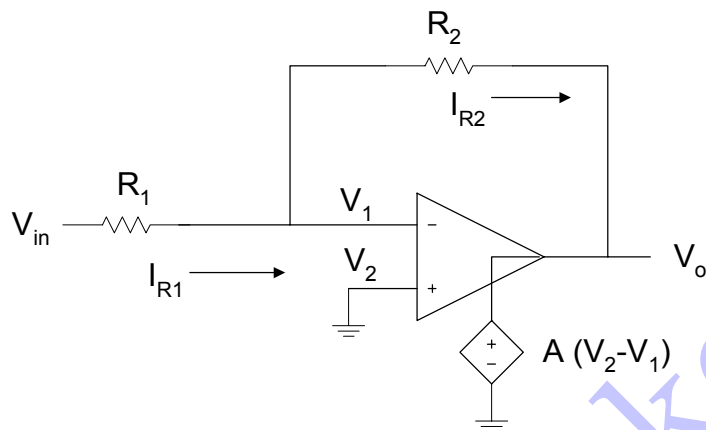 R2
IR2
R1
Vin
IR1
V1
V2
−
+
Vo
+
−
A (V2-V1)